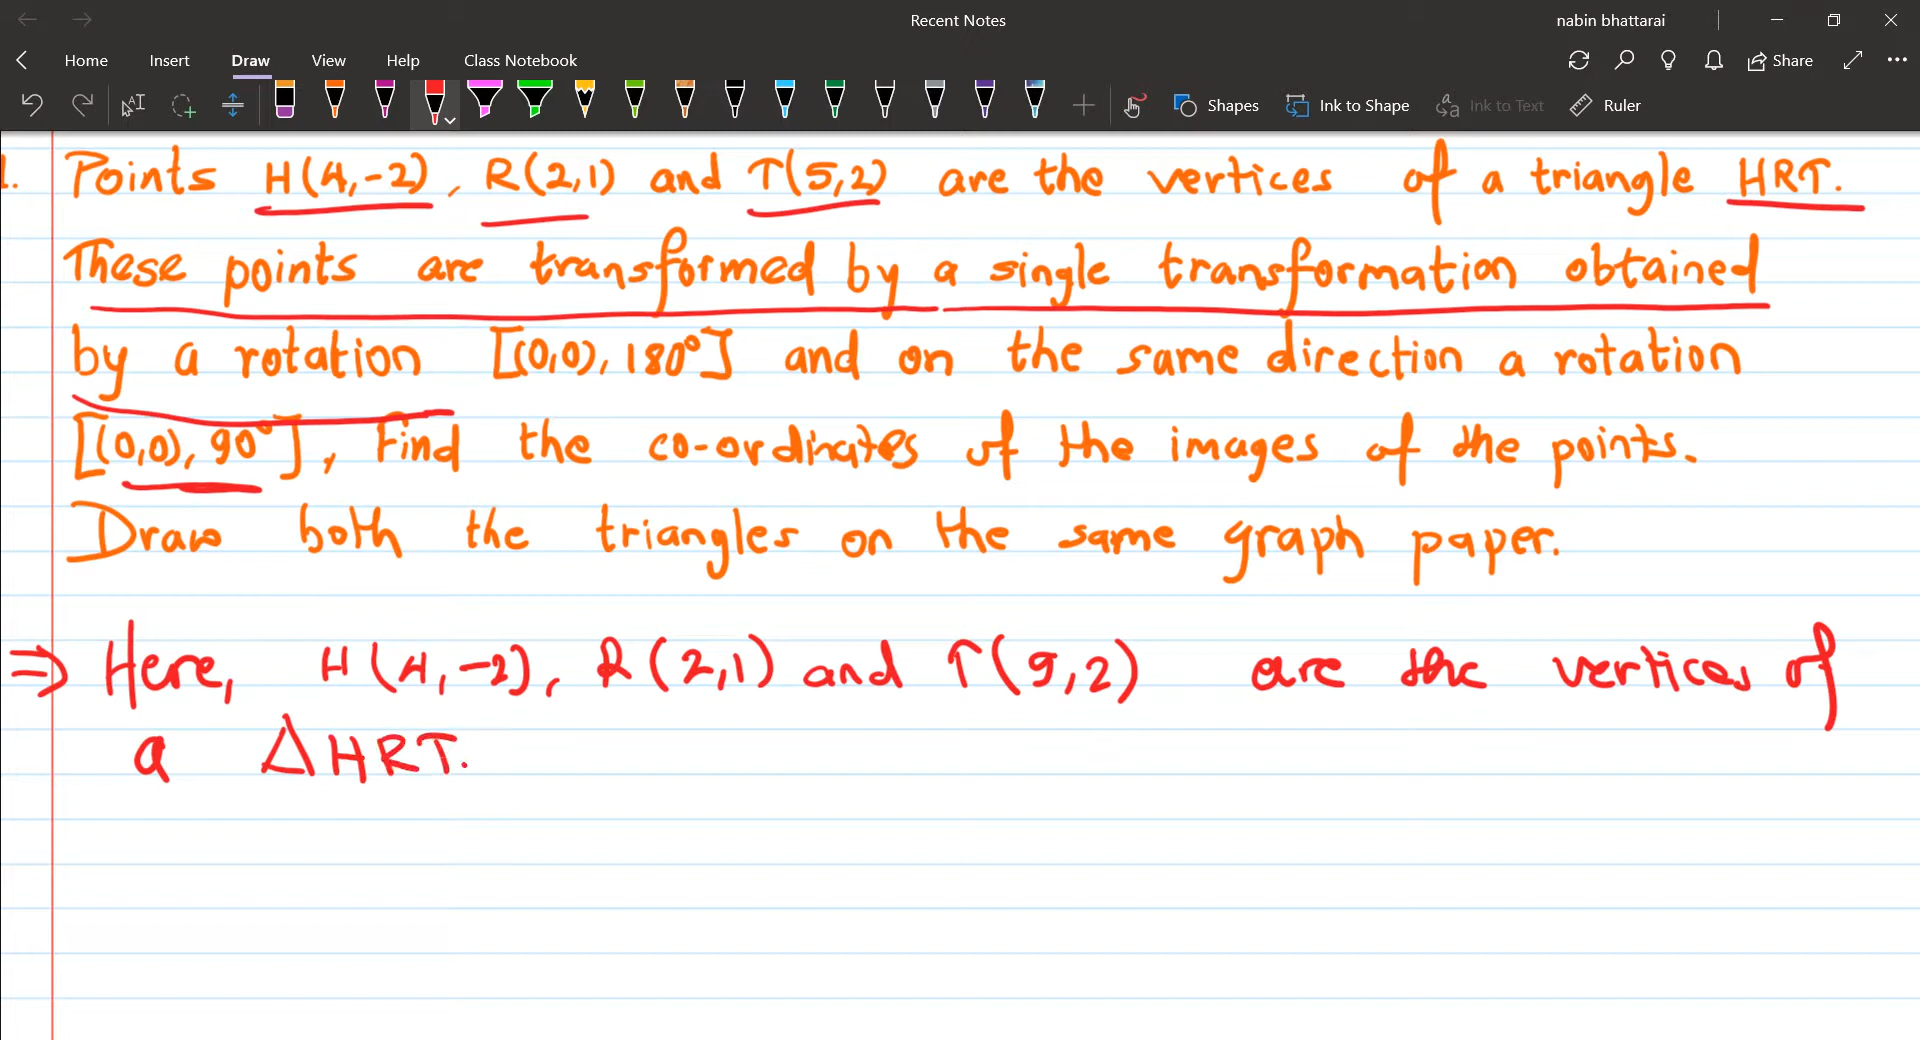 Recent Notes
nabin bhattarai
Home Insert Draw View Help Class Notebook
Share
Shapes Ink to Shape Ink to Text Ruler
1. Points H(4,-2), R(2,1) and T(5,2) are the vertices of a triangle HRT.
These points are transformed by a single transformation obtained
by a rotation [(0,0), 180°] and on the same direction a rotation
[(0,0), 90°], Find the co-ordinates of the images of the points.
Draw both the triangles on the same graph paper.
⇒ Here, H(4,-2), R(2,1) and T(5,2) are the vertices of
a ΔHRT.